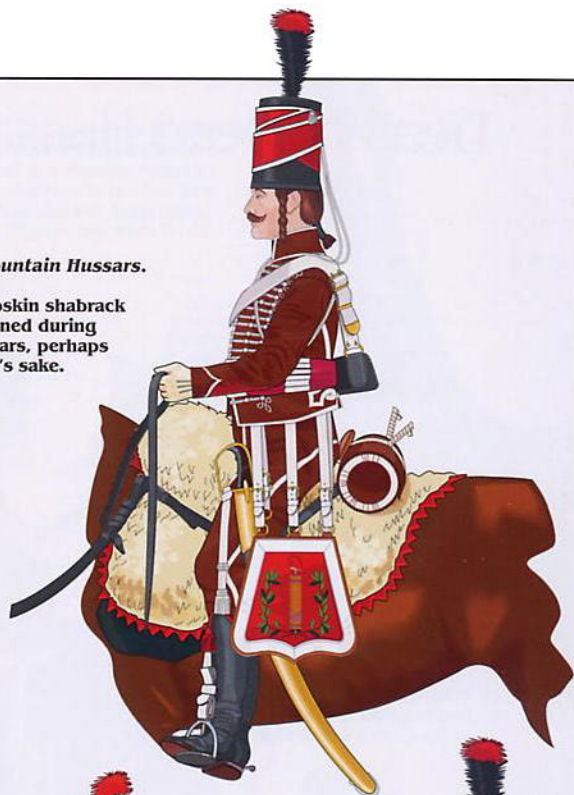 untain Hussars.
skin shabrack
ned during
ars, perhaps
's sake.